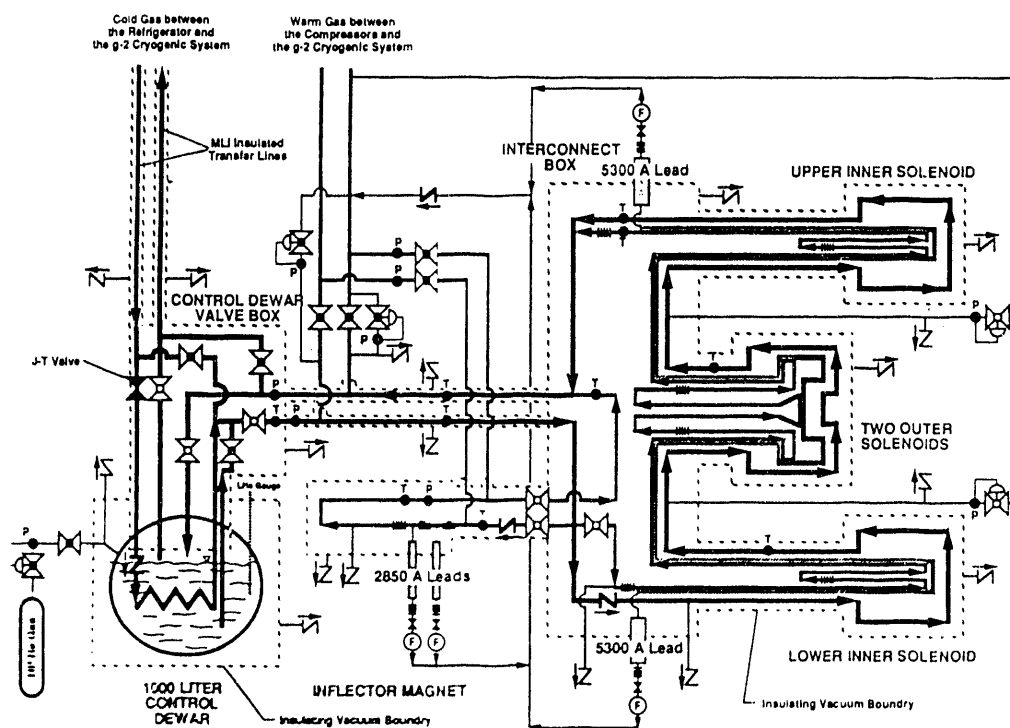 Cold Gas between
the Refrigerator and
the g-2 Cryogenic System
Warm Gas between
the Compressors and
the g-2 Cryogenic System
MLI Insulated
Transfer Lines
INTERCONNECT
BOX
5300 A Lead
UPPER INNER SOLENOID
CONTROL DEWAR
VALVE BOX
J-T Valve
TWO OUTER
SOLENOIDS
2850 A Leads
5300 A Lead
LOWER INNER SOLENOID
INFLECTOR MAGNET
1000 LITER
CONTROL
DEWAR
Insulating Vacuum Boundry
Insulating Vacuum Boundry
F
F
F
F
T
T
T
T
T
T
T
T
T
T
P
P
P
P
P
P
P
P
P
P